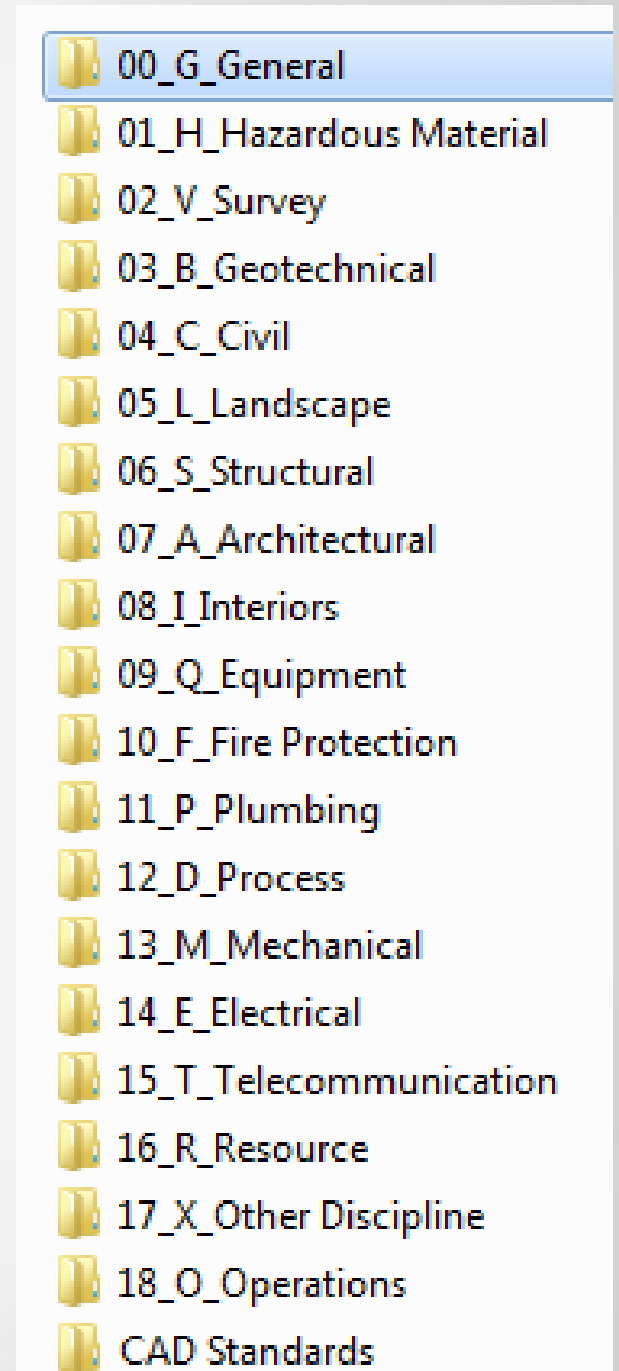 00_G_General
01_H_Hazardous Material
02_V_Survey
03_B_Geotechnical
04_C_Civil
05_L_Landscape
06_S_Structural
07_A_Architectural
08_I_Interiors
09_Q_Equipment
10_F_Fire Protection
11_P_Plumbing
12_D_Process
13_M_Mechanical
14_E_Electrical
15_T_Telecommunication
16_R_Resource
17_X_Other Discipline
18_O_Operations
CAD Standards